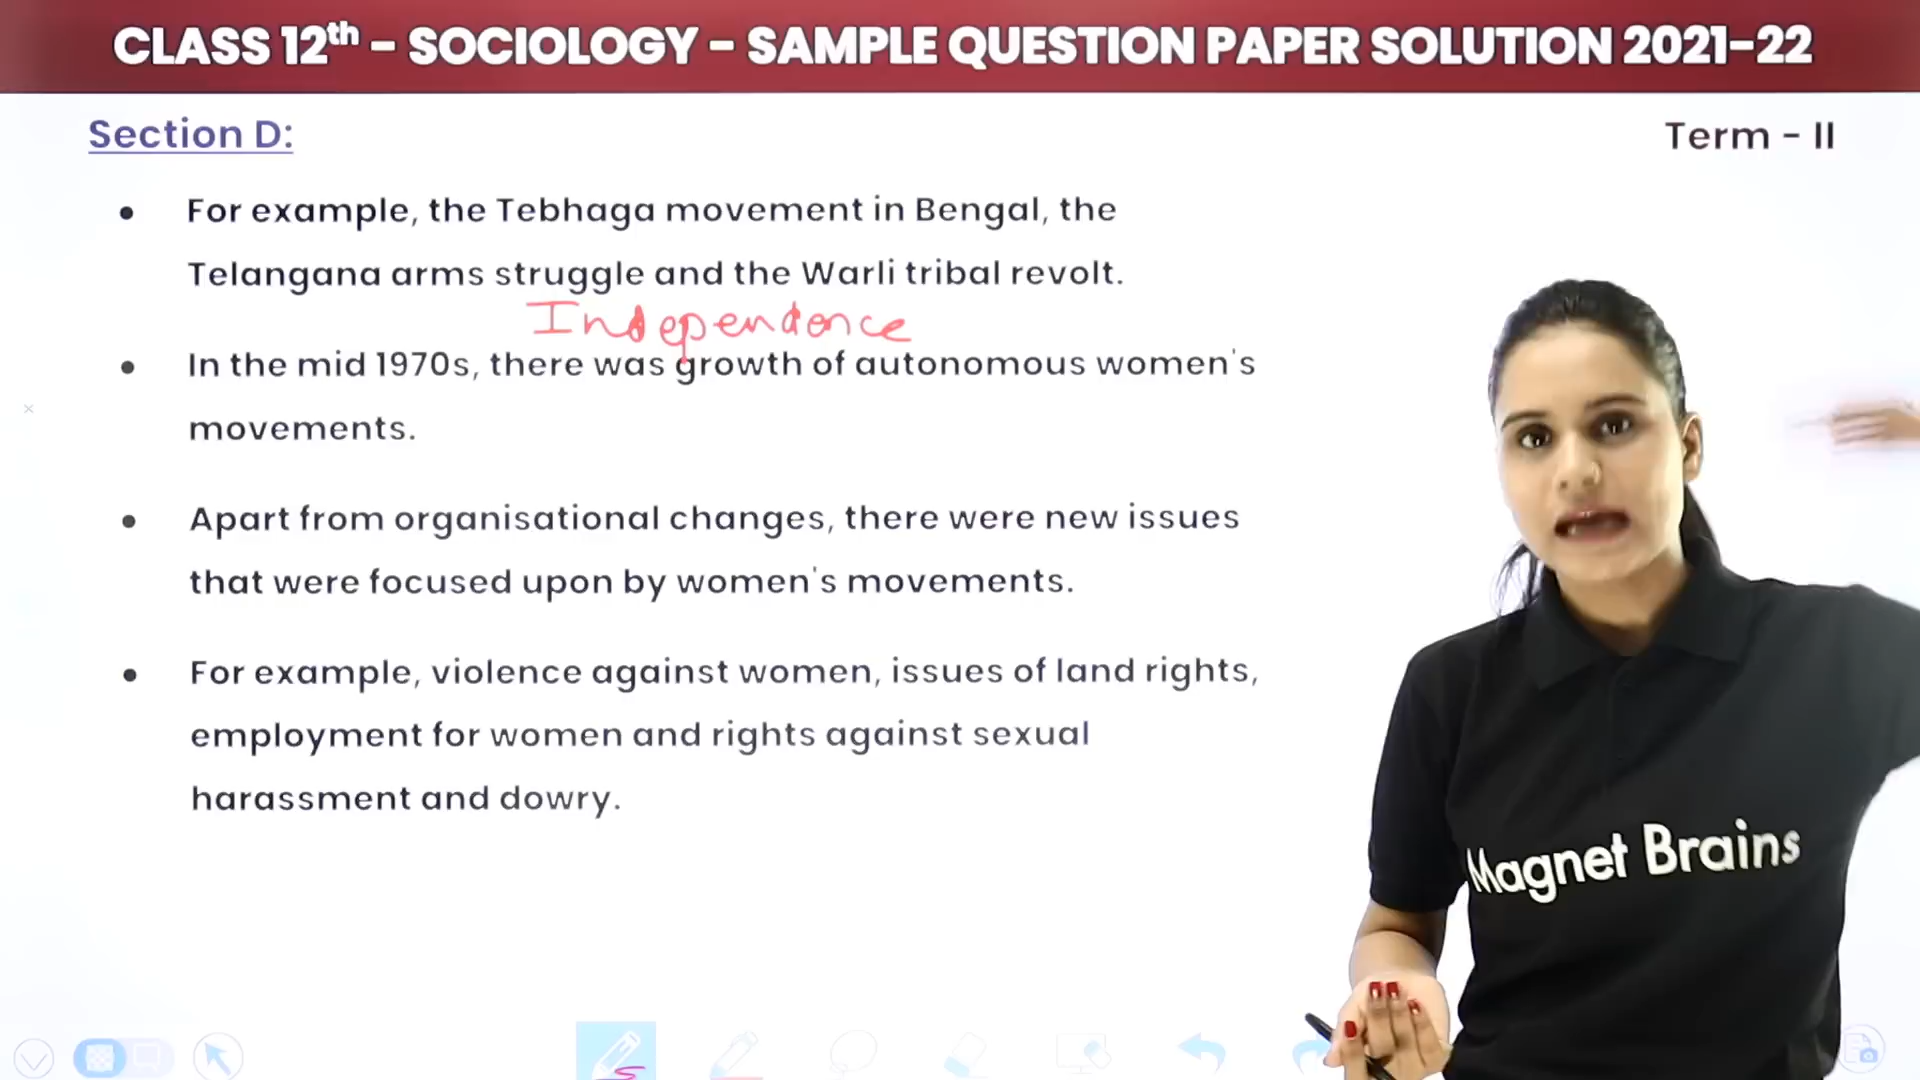 CLASS 12th – SOCIOLOGY – SAMPLE QUESTION PAPER SOLUTION 2021-22
Section D:
Term - II
• For example, the Tebhaga movement in Bengal, the
Telangana arms struggle and the Warli tribal revolt.
Independence
• In the mid 1970s, there was growth of autonomous women's
movements.
• Apart from organisational changes, there were new issues
that were focused upon by women's movements.
• For example, violence against women, issues of land rights,
employment for women and rights against sexual
harassment and dowry.
Magnet Brains